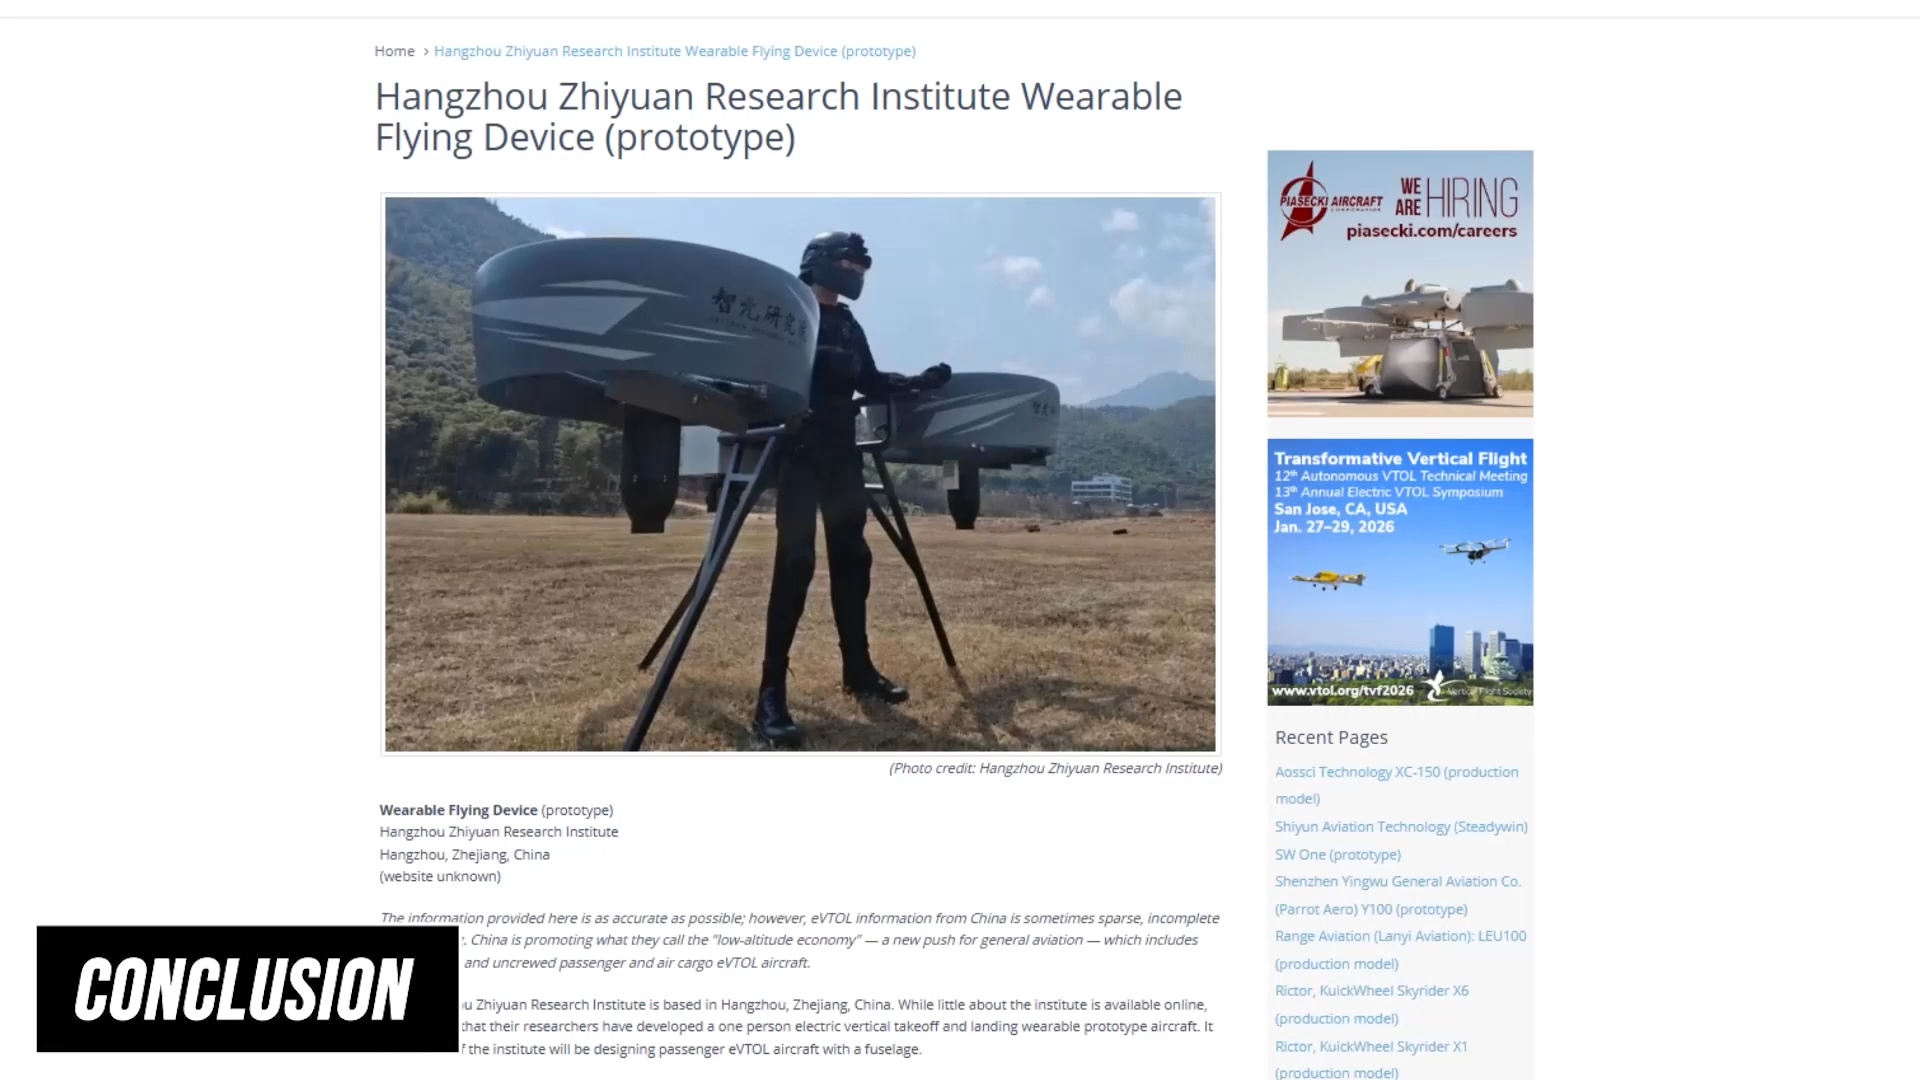 Home > Hangzhou Zhiyuan Research Institute Wearable Flying Device (prototype)
Hangzhou Zhiyuan Research Institute Wearable
Flying Device (prototype)
智元研究院
智元
(Photo credit: Hangzhou Zhiyuan Research Institute)
Wearable Flying Device (prototype)
Hangzhou Zhiyuan Research Institute
Hangzhou, Zhejiang, China
(website unknown)
The information provided here is as accurate as possible; however, eVTOL information from China is sometimes sparse, incomplete
. China is promoting what they call the "low-altitude economy" — a new push for general aviation — which includes
and uncrewed passenger and air cargo eVTOL aircraft.
u Zhiyuan Research Institute is based in Hangzhou, Zhejiang, China. While little about the institute is available online,
that their researchers have developed a one person electric vertical takeoff and landing wearable prototype aircraft. It
f the institute will be designing passenger eVTOL aircraft with a fuselage.
CONCLUSION
PIASECKI AIRCRAFT
CORPORATION
WE
ARE HIRING
piasecki.com/careers
Transformative Vertical Flight
12th Autonomous VTOL Technical Meeting
13th Annual Electric VTOL Symposium
San Jose, CA, USA
Jan. 27–29, 2026
www.vtol.org/tvf2026
Vertical Flight Society
Recent Pages
Aossci Technology XC-150 (production
model)
Shiyun Aviation Technology (Steadywin)
SW One (prototype)
Shenzhen Yingwu General Aviation Co.
(Parrot Aero) Y100 (prototype)
Range Aviation (Lanyi Aviation): LEU100
(production model)
Rictor, KuickWheel Skyrider X6
(production model)
Rictor, KuickWheel Skyrider X1
(production model)